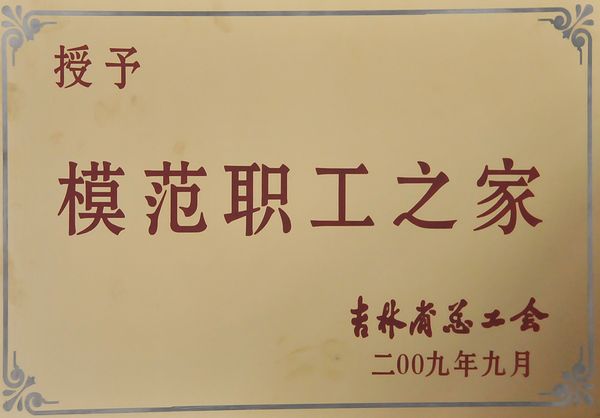 授予
模范职工之家
吉林省总工会
二00九年九月